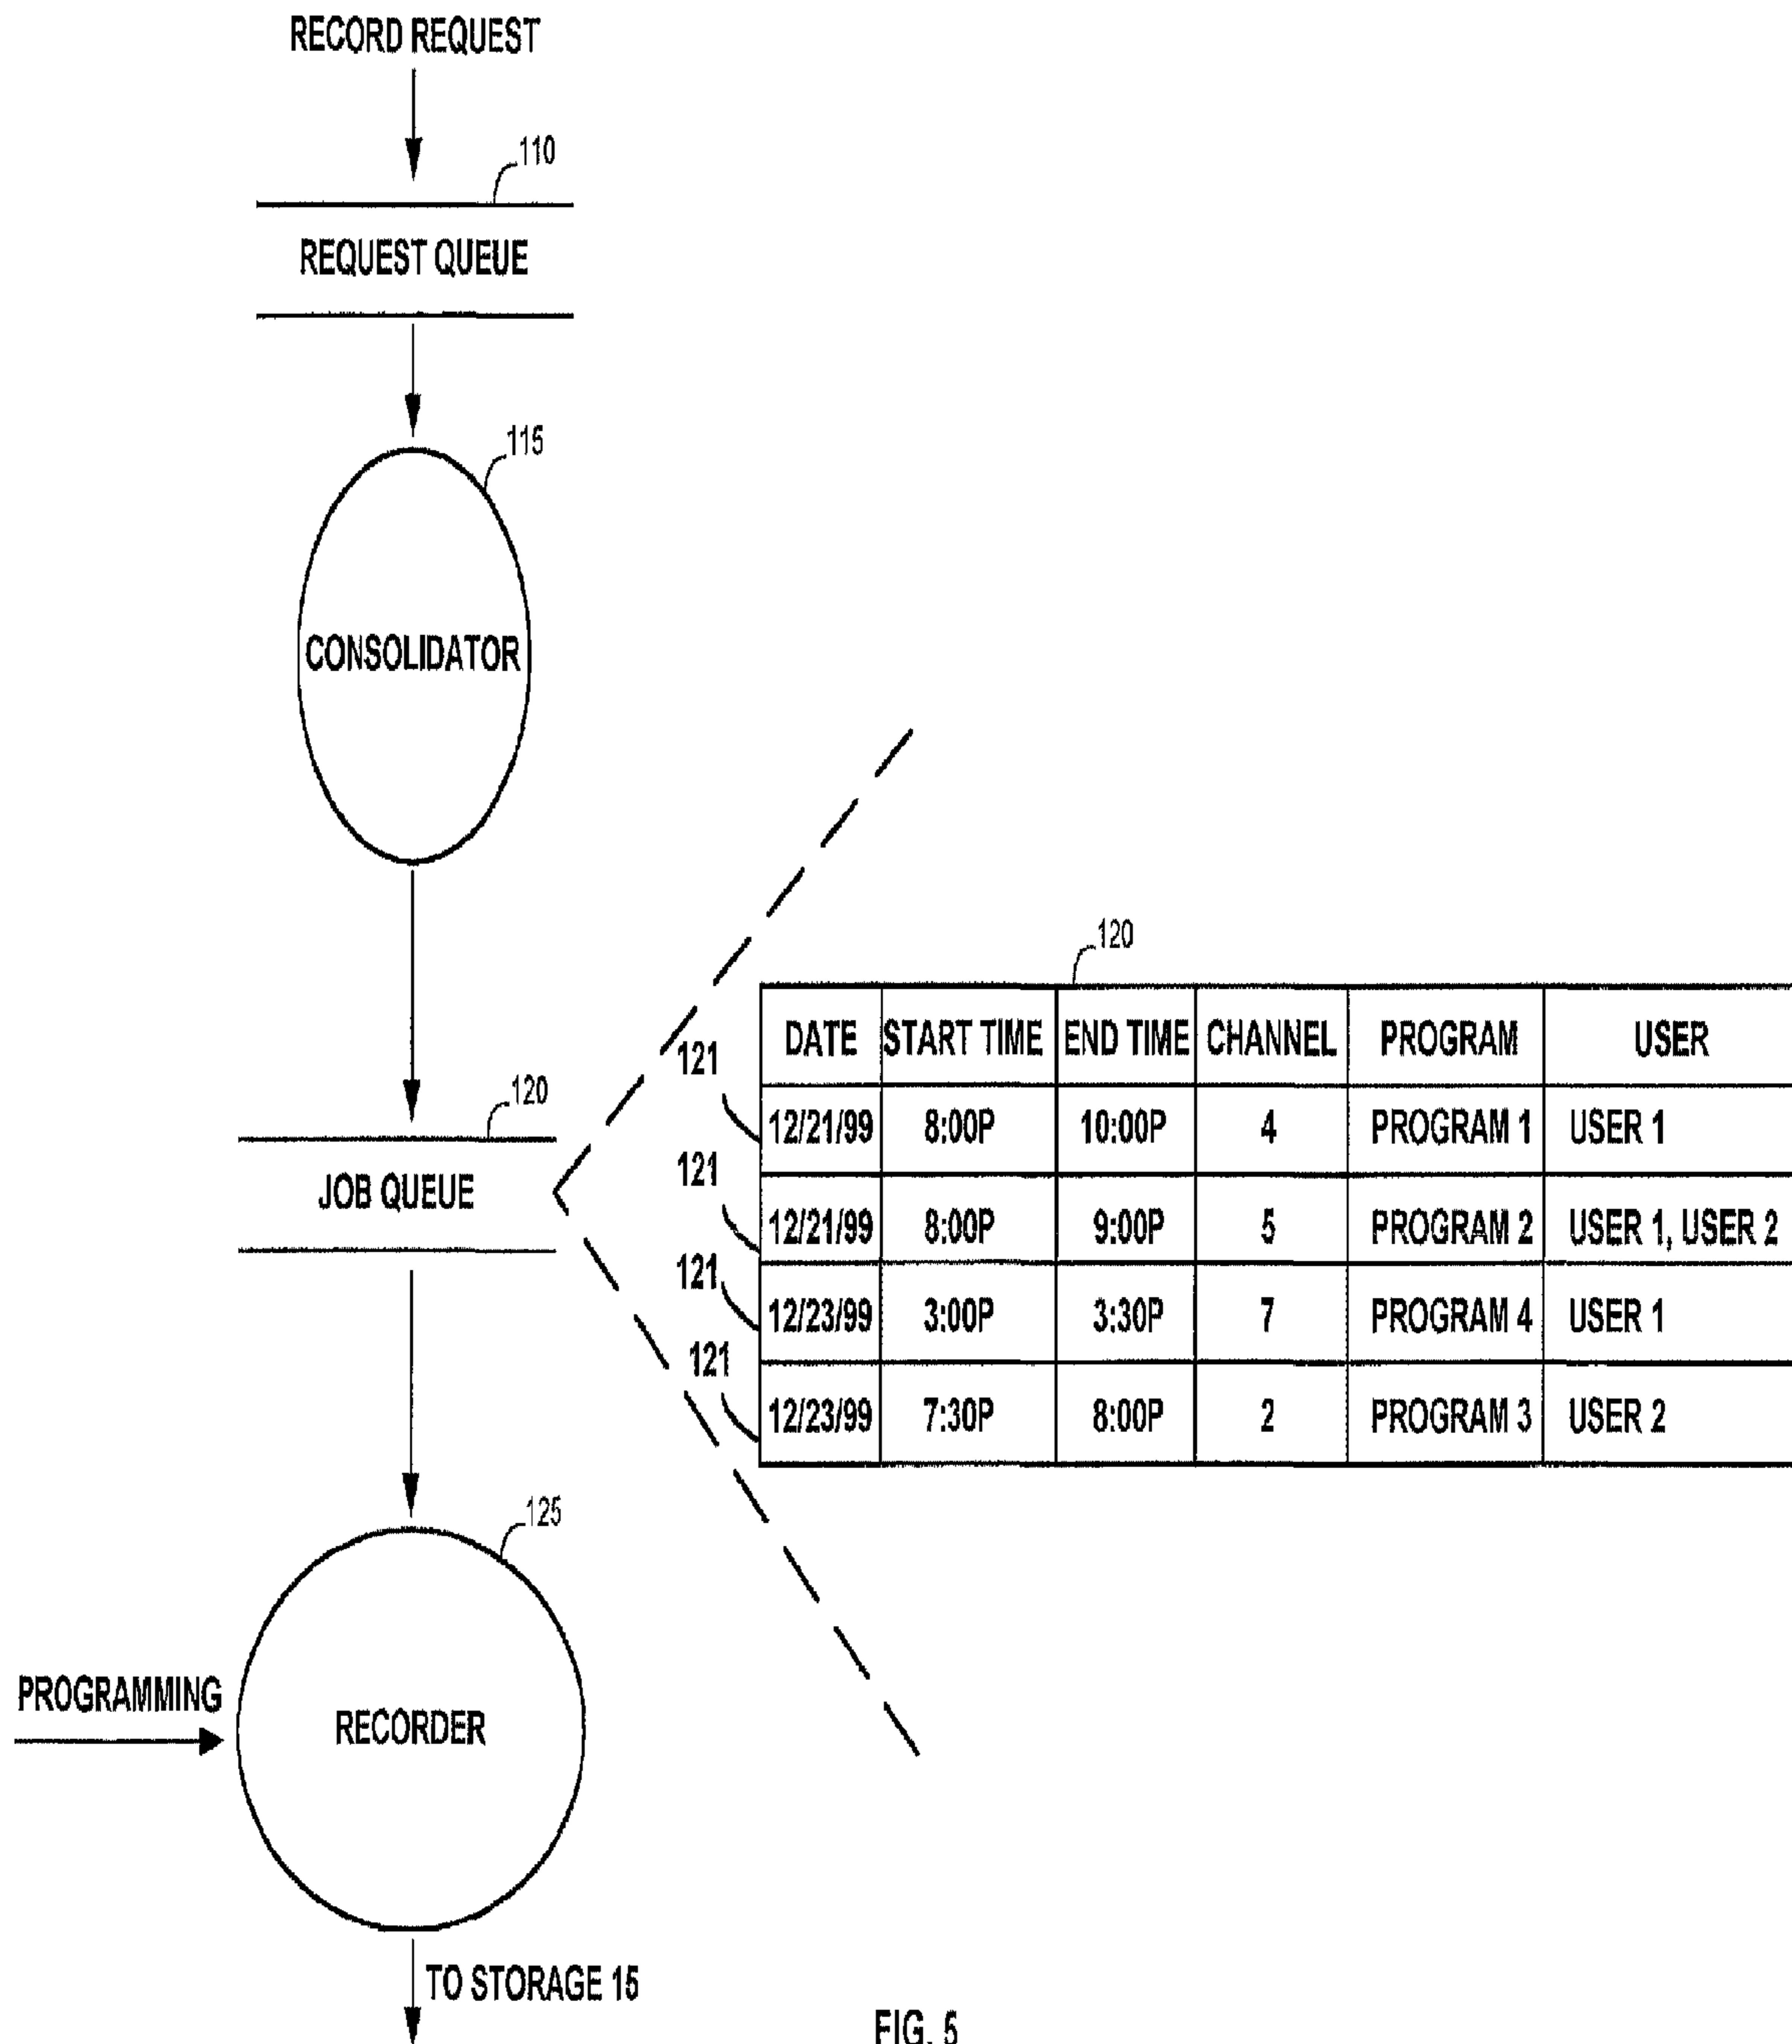 RECORD REQUEST
110
REQUEST QUEUE
115
CONSOLIDATOR
120
JOB QUEUE
120
DATE START TIME END TIME CHANNEL PROGRAM USER
121
12/21/99 8:00P 10:00P 4 PROGRAM 1 USER 1
121
12/21/99 8:00P 9:00P 5 PROGRAM 2 USER 1, USER 2
121
12/23/99 3:00P 3:30P 7 PROGRAM 4 USER 1
121
12/23/99 7:30P 8:00P 2 PROGRAM 3 USER 2
125
PROGRAMMING
RECORDER
TO STORAGE 15
FIG. 5